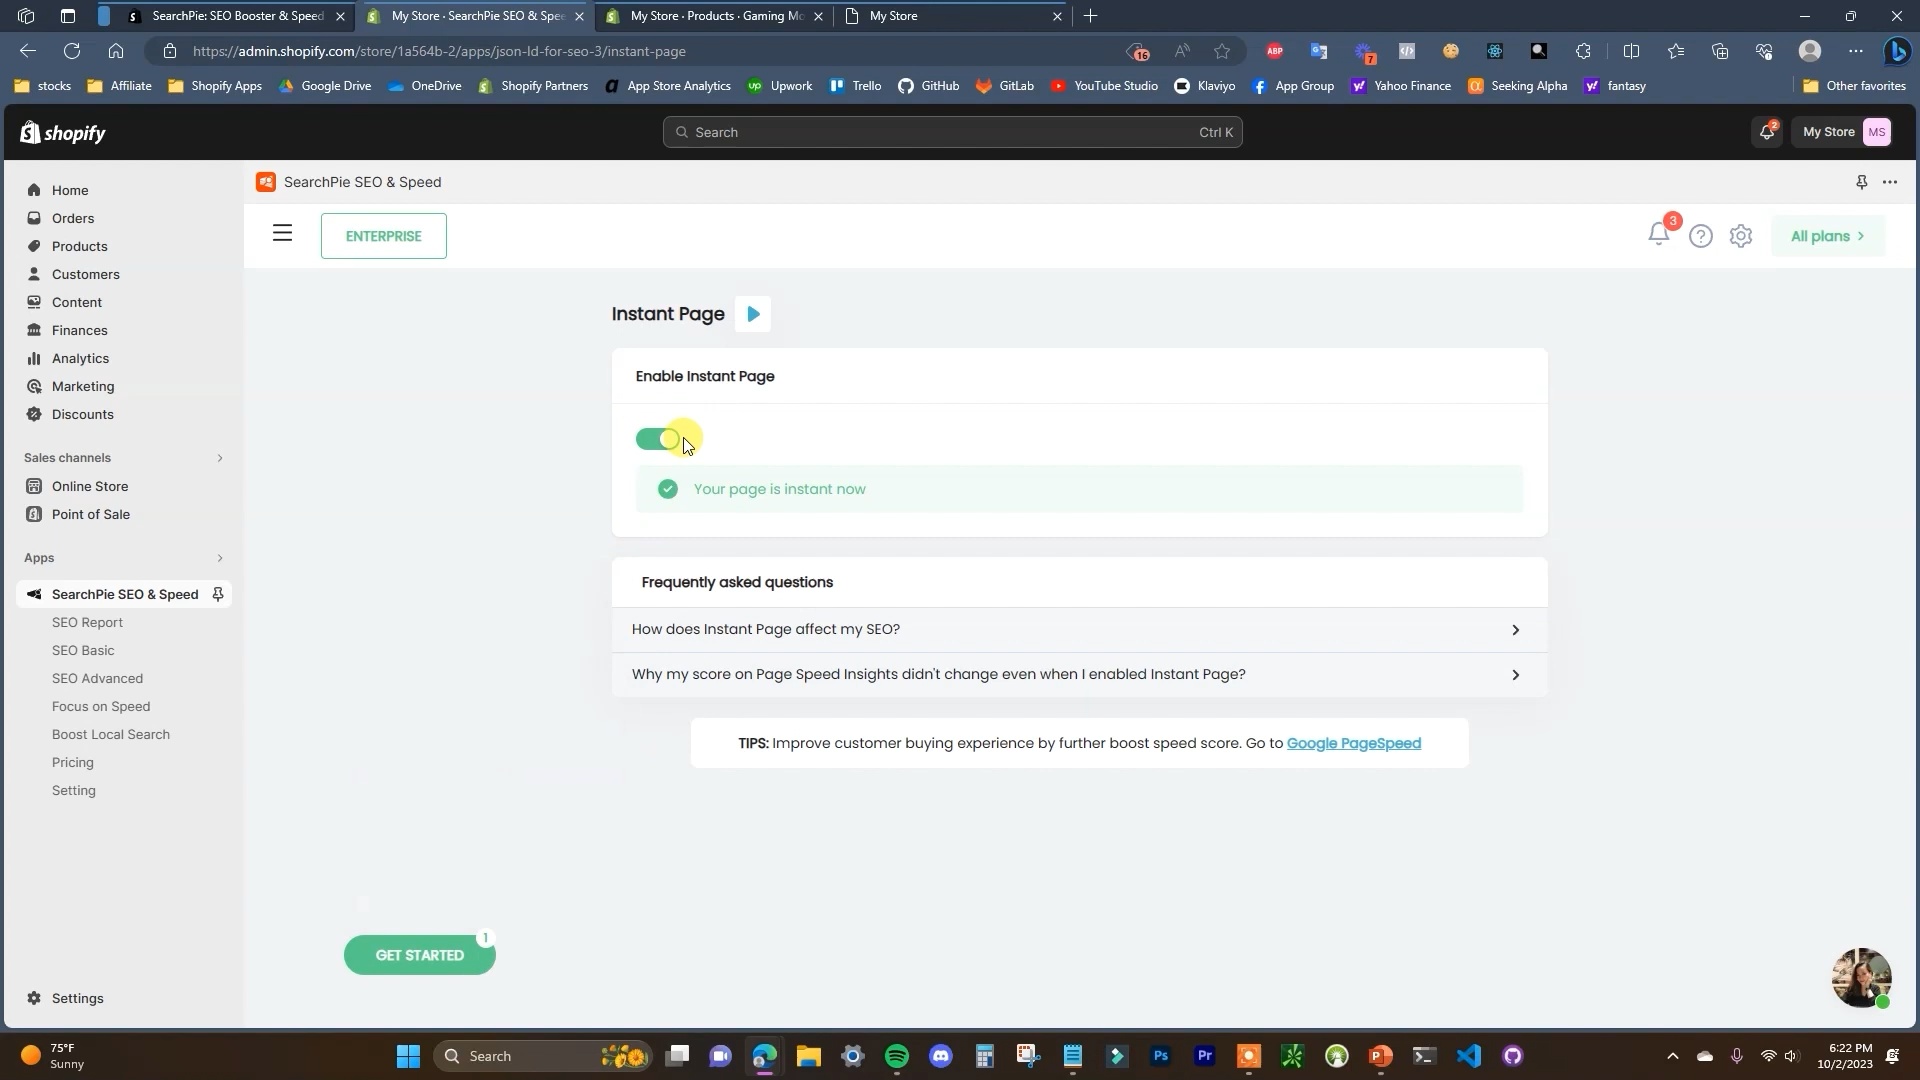 SearchPie: SEO Booster & Speed
My Store · SearchPie SEO & Spee
My Store · Products · Gaming Mo
My Store
https://admin.shopify.com/store/1a564b-2/apps/json-ld-for-seo-3/instant-page
16
ABP
7
stocks
Affiliate
Shopify Apps
Google Drive
OneDrive
Shopify Partners
App Store Analytics
Upwork
Trello
GitHub
GitLab
YouTube Studio
Klaviyo
App Group
Yahoo Finance
Seeking Alpha
fantasy
Other favorites
shopify
Search
Ctrl K
2
My Store
MS
Home
Orders
Products
Customers
Content
Finances
Analytics
Marketing
Discounts
Sales channels
Online Store
Point of Sale
Apps
SearchPie SEO & Speed
SEO Report
SEO Basic
SEO Advanced
Focus on Speed
Boost Local Search
Pricing
Setting
Settings
SearchPie SEO & Speed
ENTERPRISE
3
All plans
Instant Page
Enable Instant Page
Your page is instant now
Frequently asked questions
How does Instant Page affect my SEO?
Why my score on Page Speed Insights didn't change even when I enabled Instant Page?
TIPS: Improve customer buying experience by further boost speed score. Go to Google PageSpeed
GET STARTED
1
75°F
Sunny
Search
Ps
Pr
6:22 PM
10/2/2023